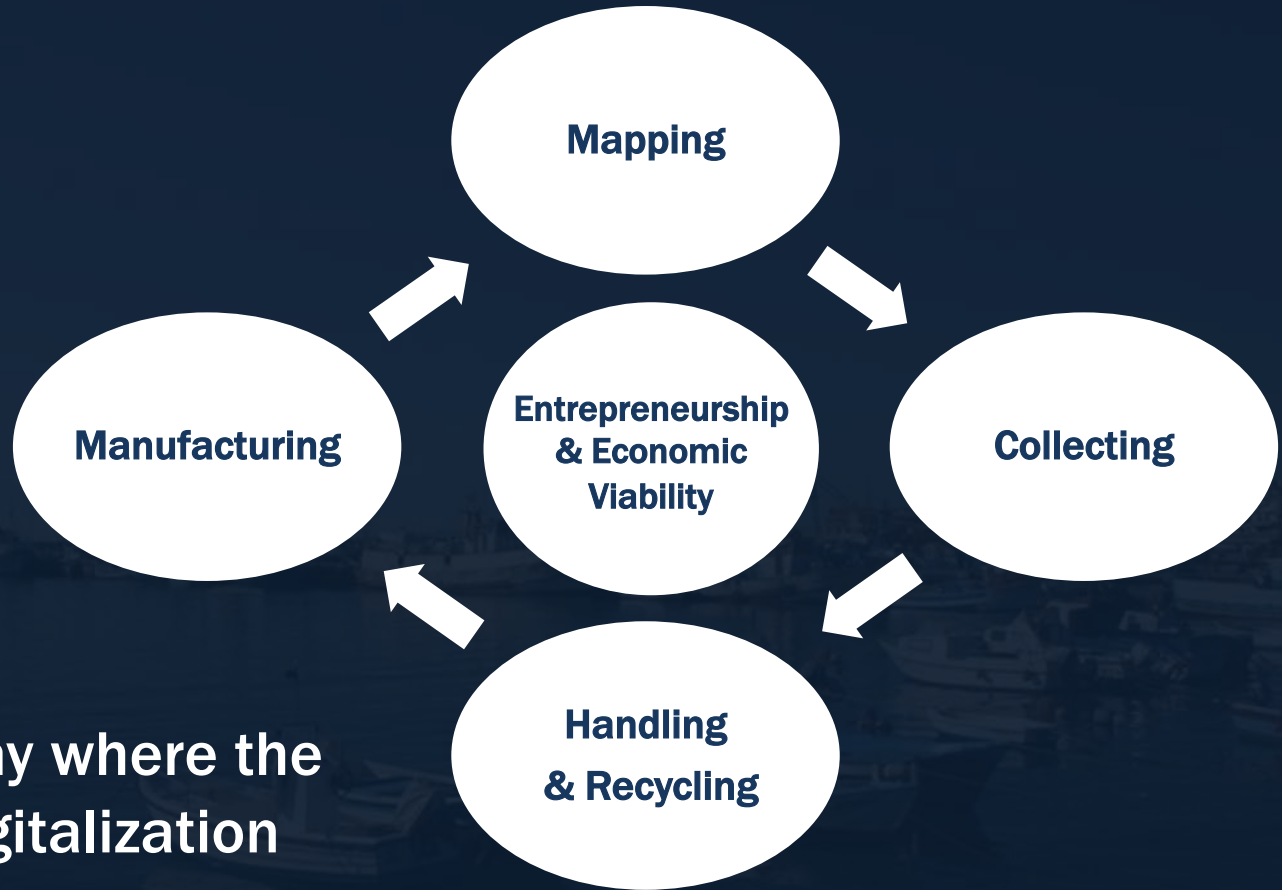 Mapping
Manufacturing
Entrepreneurship
& Economic
Viability
Collecting
Handling
& Recycling
where the
gitalization